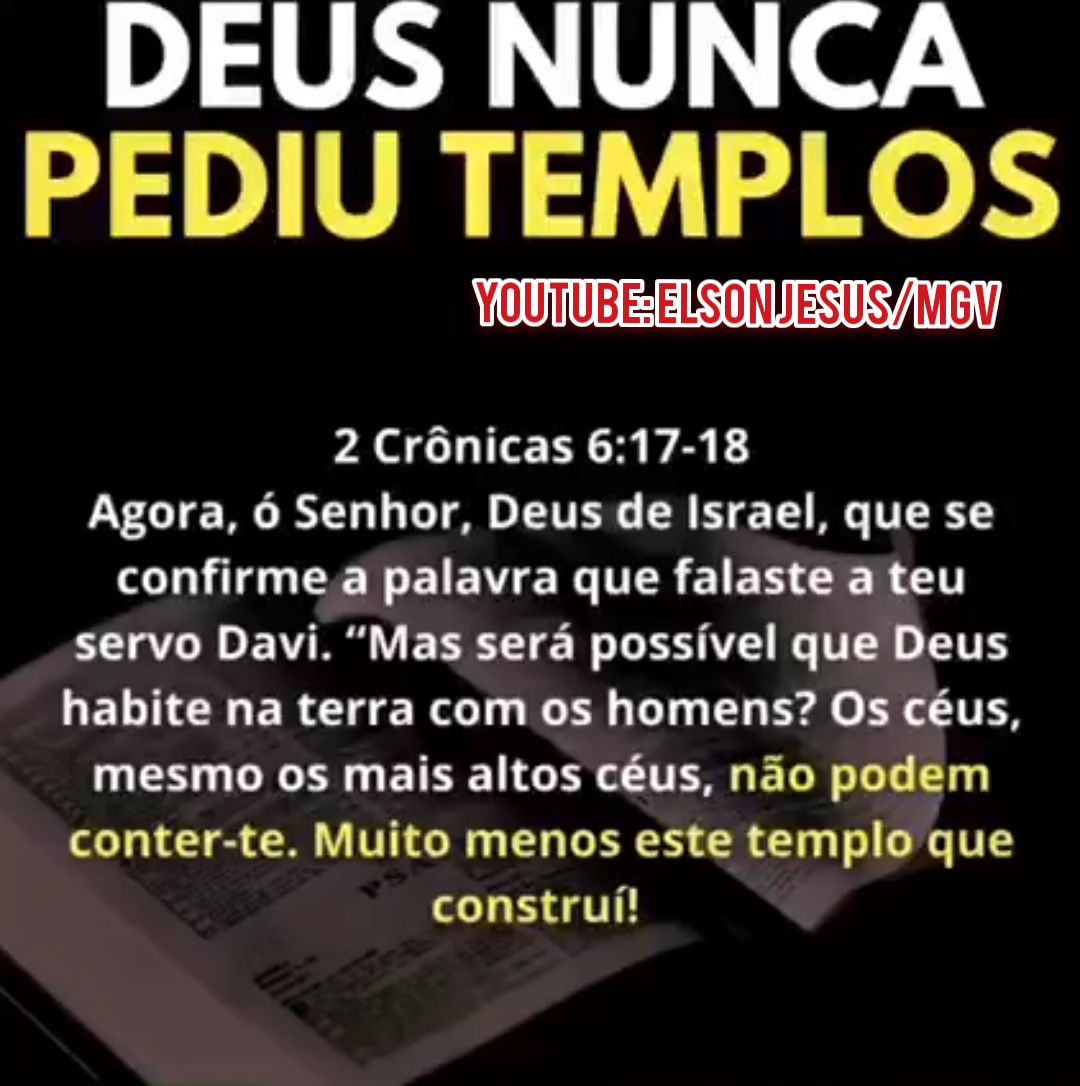 DEUS NUNCA
PEDIU TEMPLOS
YOUTUBE:ELSONJESUS/MGV
2 Crônicas 6:17-18
Agora, ó Senhor, Deus de Israel, que se
confirme a palavra que falaste a teu
servo Davi. “Mas será possível que Deus
habite na terra com os homens? Os céus,
mesmo os mais altos céus, não podem
conter-te. Muito menos este templo que
construí!